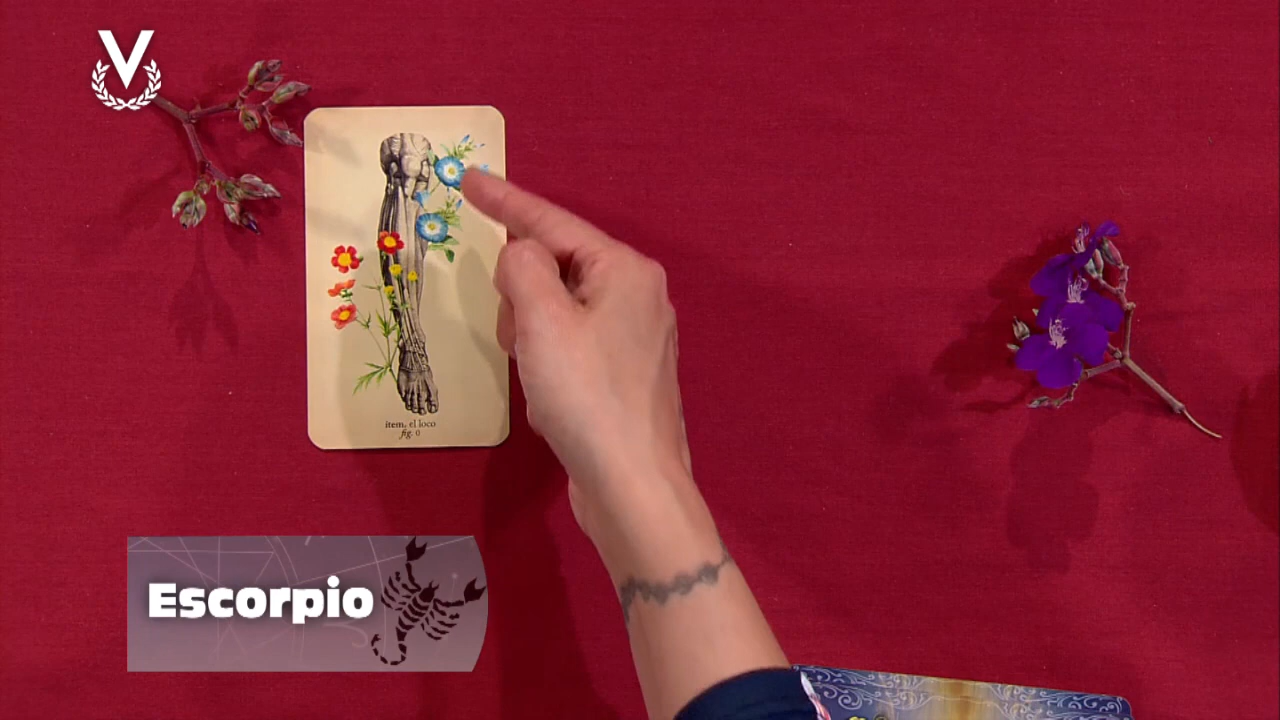 V
item, el loco
fig. 0
Escorpio